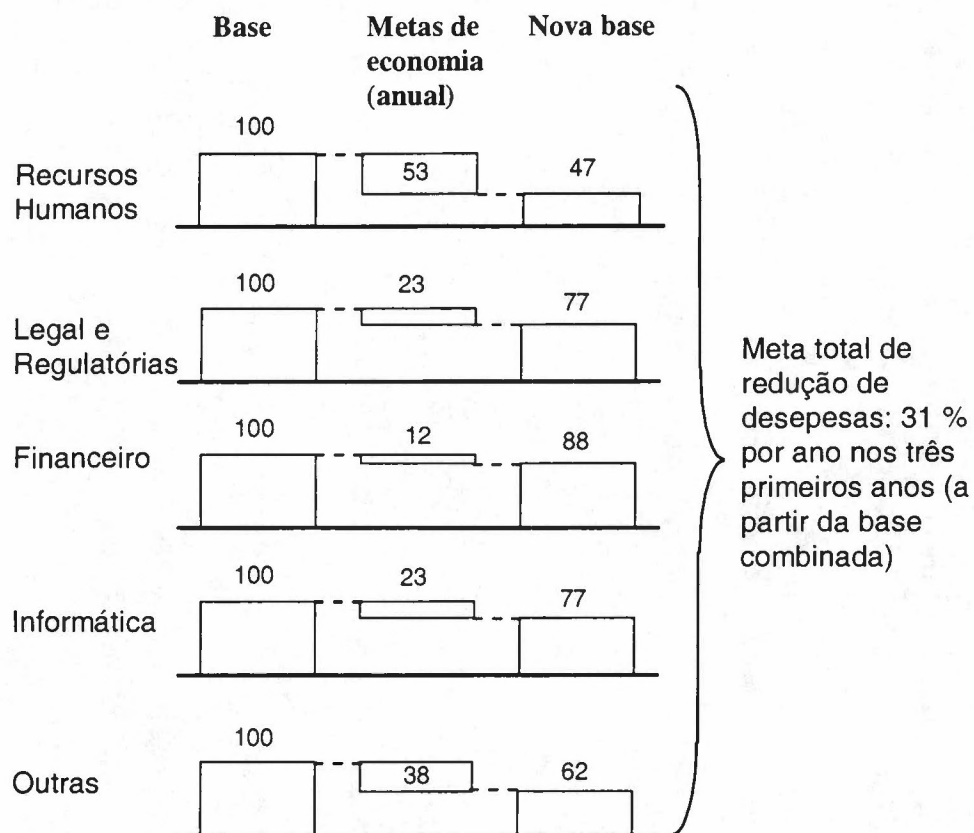 Base Metas de economia (anual) Nova base
100
Recursos
Humanos
53
47
100
23
77
Legal e
Regulatórias
100
12
88
Financeiro
100
23
77
Informática
100
38
62
Outras
Meta total de
redução de
desepesas: 31 %
por ano nos três
primeiros anos (a
partir da base
combinada)